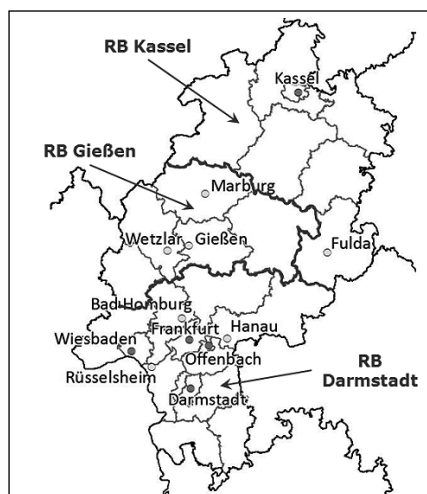 RB Kassel
Kassel
RB Gießen
Marburg
Wetzlar
Gießen
Fulda
Bad Homburg
Frankfurt
Hanau
Wiesbaden
Offenbach
Rüsselsheim
RB
Darmstadt
Darmstadt